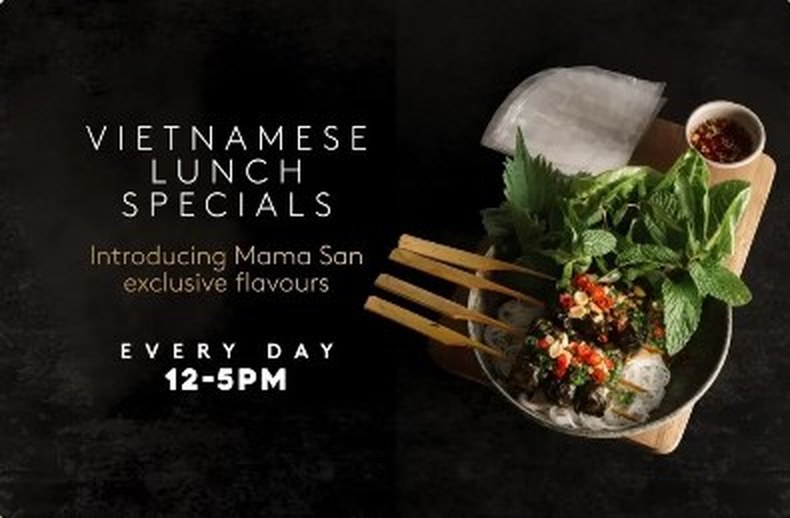 VIETNAMESE
LUNCH
SPECIALS
Introducing Mama San
exclusive flavours
EVERY DAY
12-5PM